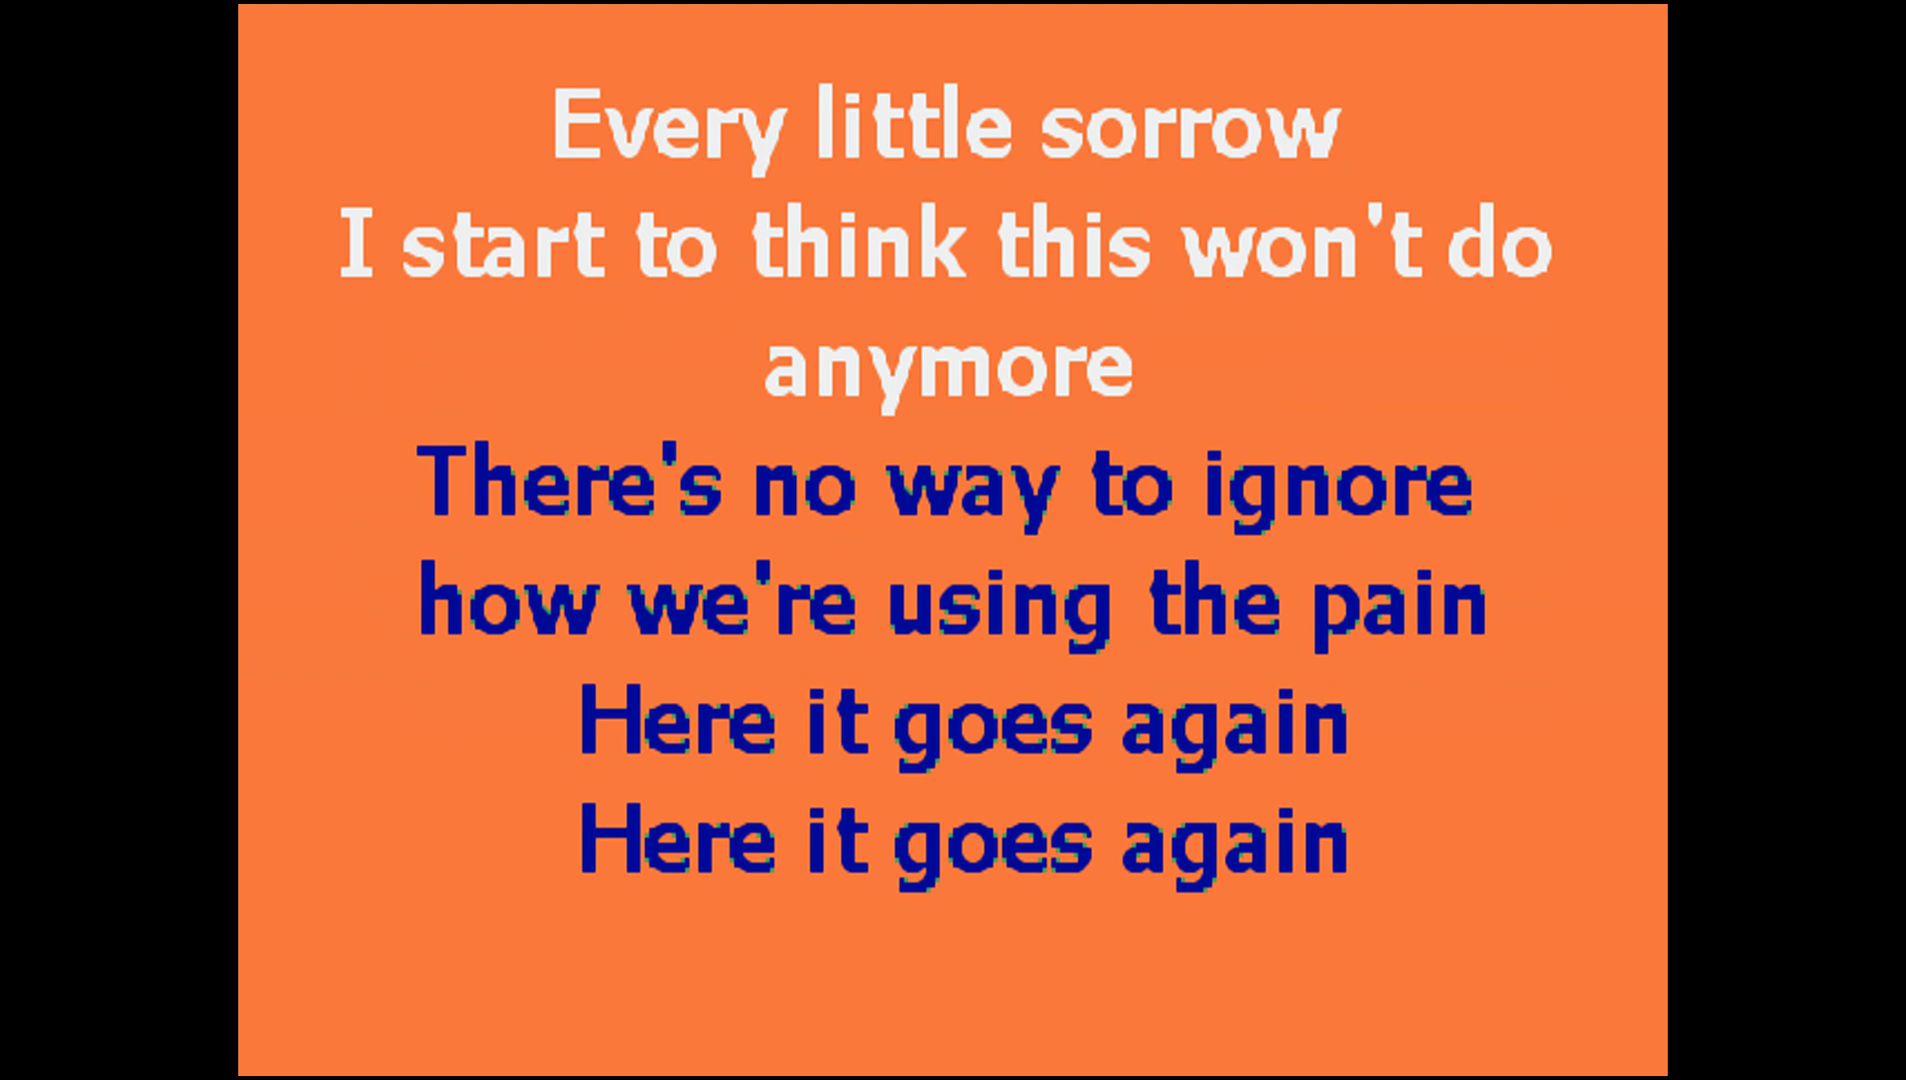 Every little sorrow
I start to think this won't do
anymore
There's no way to ignore
how we're using the pain
Here it goes again
Here it goes again